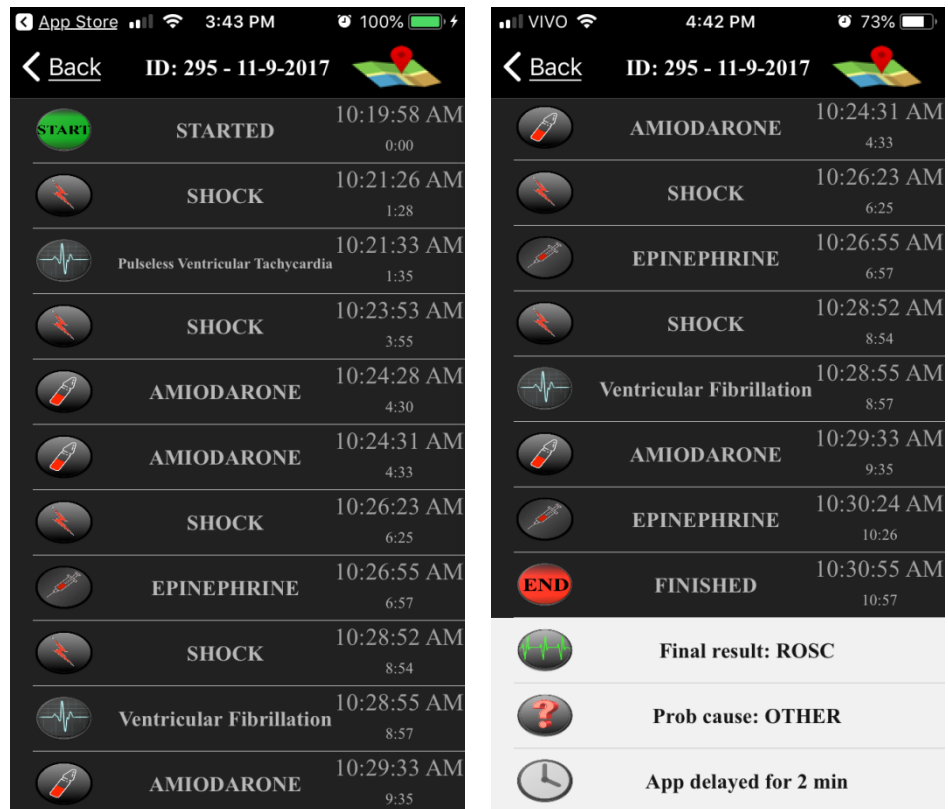 App Store 3:43 PM 100%
Back ID: 295 - 11-9-2017
START STARTED 10:19:58 AM
0:00
SHOCK 10:21:26 AM
1:28
Pulseless Ventricular Tachycardia 10:21:33 AM
1:35
SHOCK 10:23:53 AM
3:55
AMIODARONE 10:24:28 AM
4:30
AMIODARONE 10:24:31 AM
4:33
SHOCK 10:26:23 AM
6:25
EPINEPHRINE 10:26:55 AM
6:57
SHOCK 10:28:52 AM
8:54
Ventricular Fibrillation 10:28:55 AM
8:57
AMIODARONE 10:29:33 AM
9:35
VIVO 4:42 PM 73%
Back ID: 295 - 11-9-2017
AMIODARONE 10:24:31 AM
4:33
SHOCK 10:26:23 AM
6:25
EPINEPHRINE 10:26:55 AM
6:57
SHOCK 10:28:52 AM
8:54
Ventricular Fibrillation 10:28:55 AM
8:57
AMIODARONE 10:29:33 AM
9:35
EPINEPHRINE 10:30:24 AM
10:26
END FINISHED 10:30:55 AM
10:57
Final result: ROSC
? Prob cause: OTHER
App delayed for 2 min